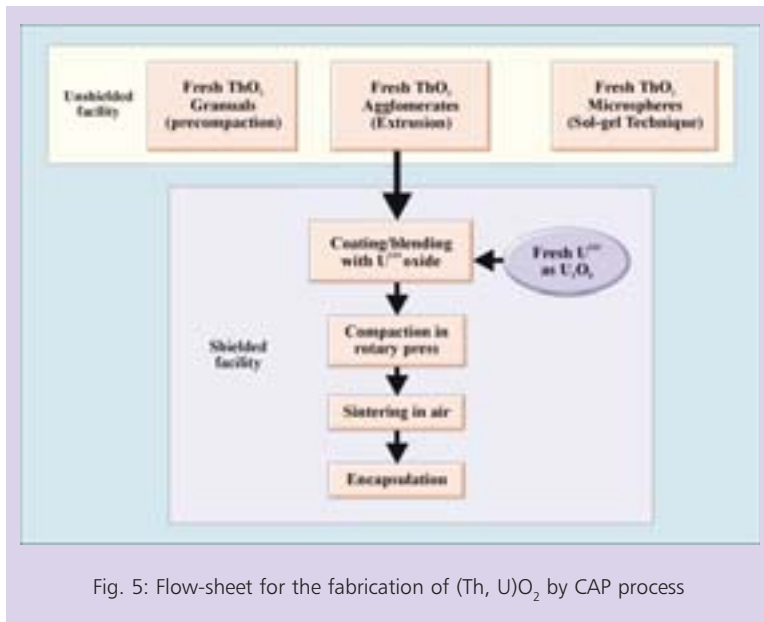 Unshielded
facility
Fresh ThO₂
Granuals
(precompaction)
Fresh ThO₂
Agglomerates
(Extrusion)
Fresh ThO₂
Microspheres
(Sol-gel Technique)
Coating/blending
with U oxide
Fresh U
as U₃O₈
Shielded
facility
Compaction in
rotary press
Sintering in air
Encapsulation
Fig. 5: Flow-sheet for the fabrication of (Th, U)O₂ by CAP process